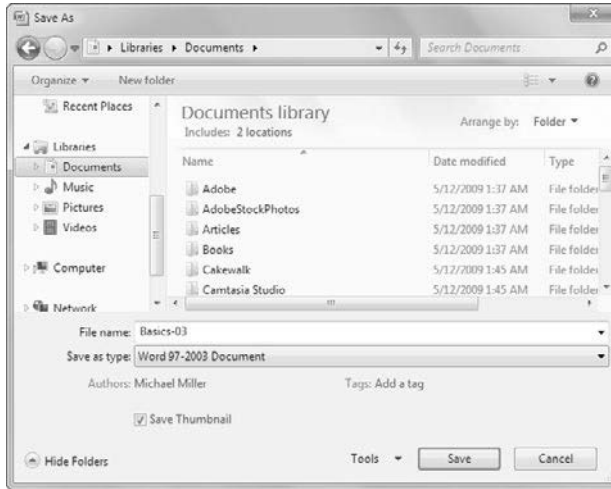 Save As
Libraries Documents Search Documents
Organize New folder
Recent Places
Libraries
Documents
Music
Pictures
Videos
Computer
Network
Documents library
Includes: 2 locations
Arrange by: Folder
Name Date modified Type
Adobe 5/12/2009 1:37 AM File folder
AdobeStockPhotos 5/12/2009 1:37 AM File folder
Articles 5/12/2009 1:37 AM File folder
Books 5/12/2009 1:37 AM File folder
Cakewalk 5/12/2009 1:45 AM File folder
Camtasia Studio 5/12/2009 1:45 AM File folder
File name: Basics-03
Save as type: Word 97-2003 Document
Authors: Michael Miller Tags: Add a tag
Save Thumbnail
Hide Folders Tools Save Cancel